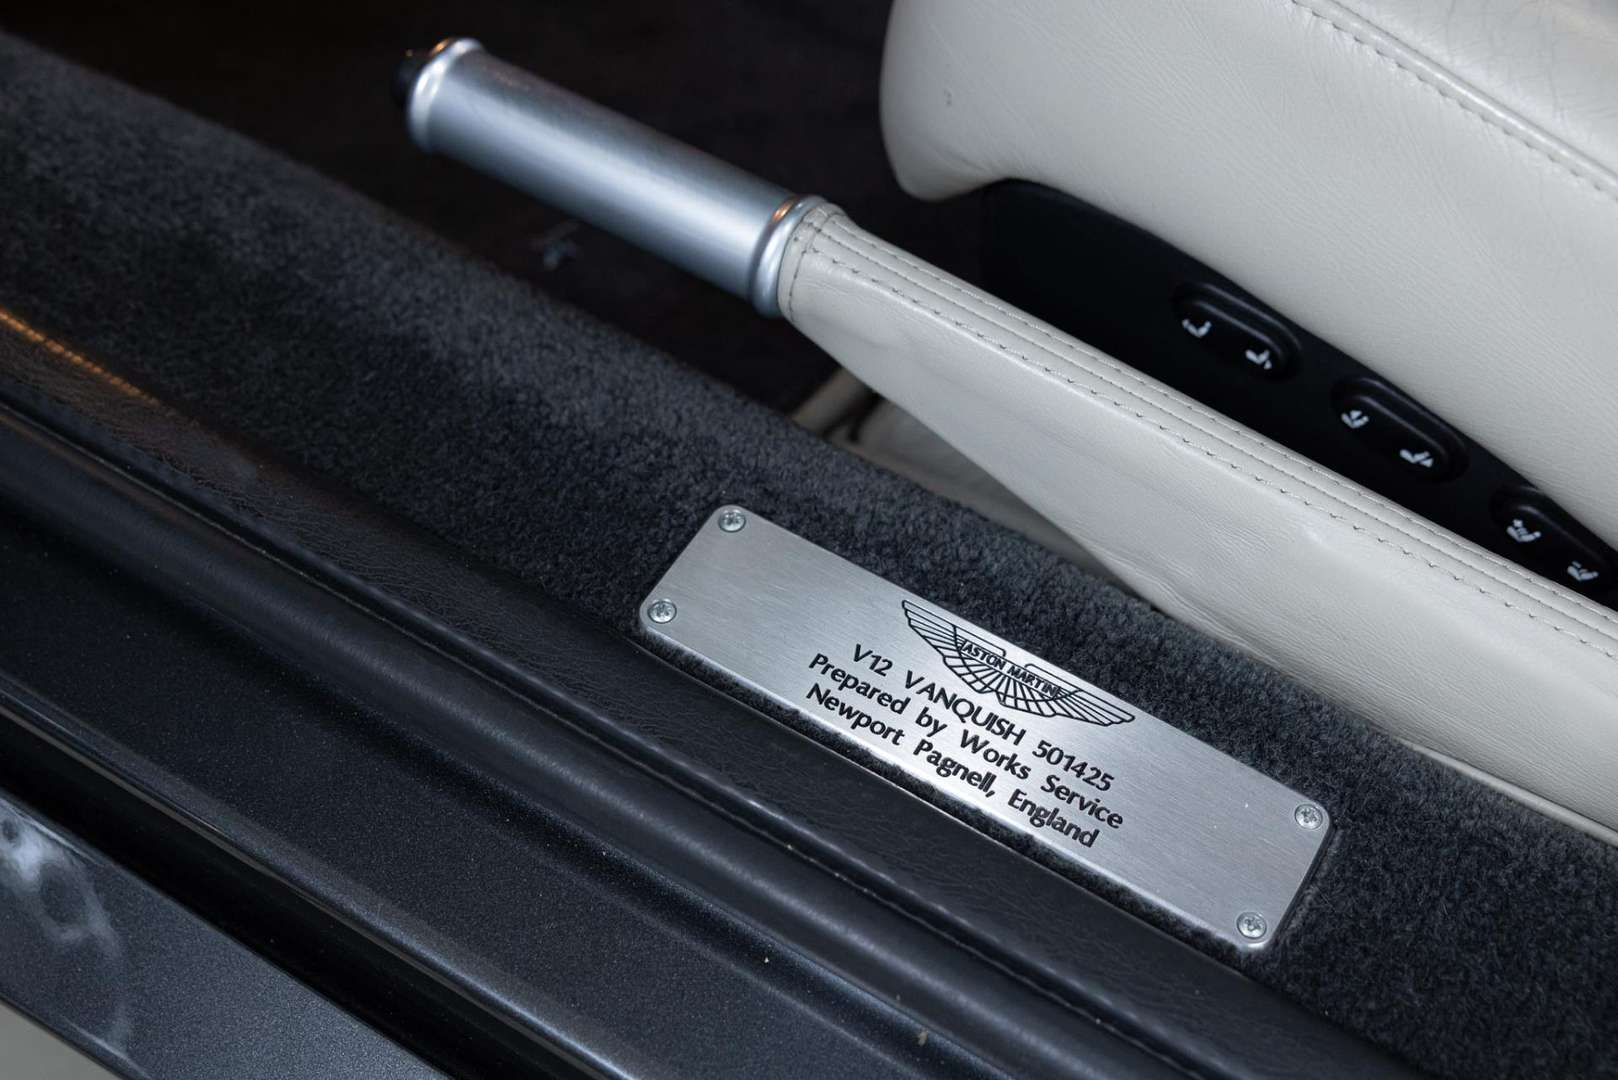 ASTON MARTIN
V12 VANQUISH 501425
Prepared by Works Service
Newport Pagnell, England